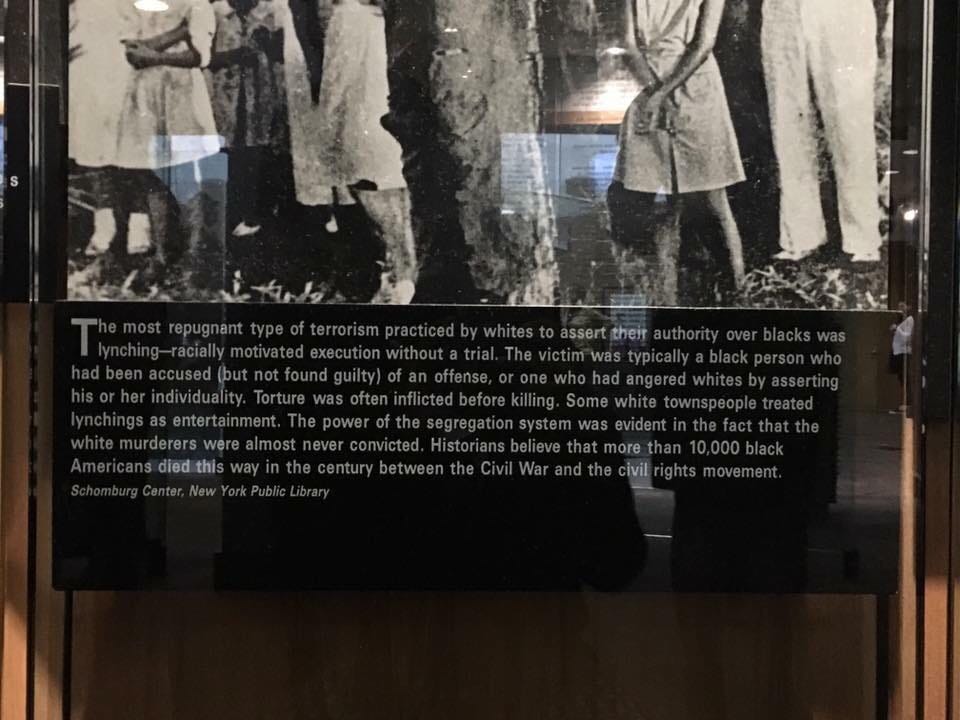 The most repugnant type of terrorism practiced by whites to assert their authority over blacks was
lynching—racially motivated execution without a trial. The victim was typically a black person who
had been accused (but not found guilty) of an offense, or one who had angered whites by asserting
his or her individuality. Torture was often inflicted before killing. Some white townspeople treated
lynchings as entertainment. The power of the segregation system was evident in the fact that the
white murderers were almost never convicted. Historians believe that more than 10,000 black
Americans died this way in the century between the Civil War and the civil rights movement.
Schomburg Center, New York Public Library